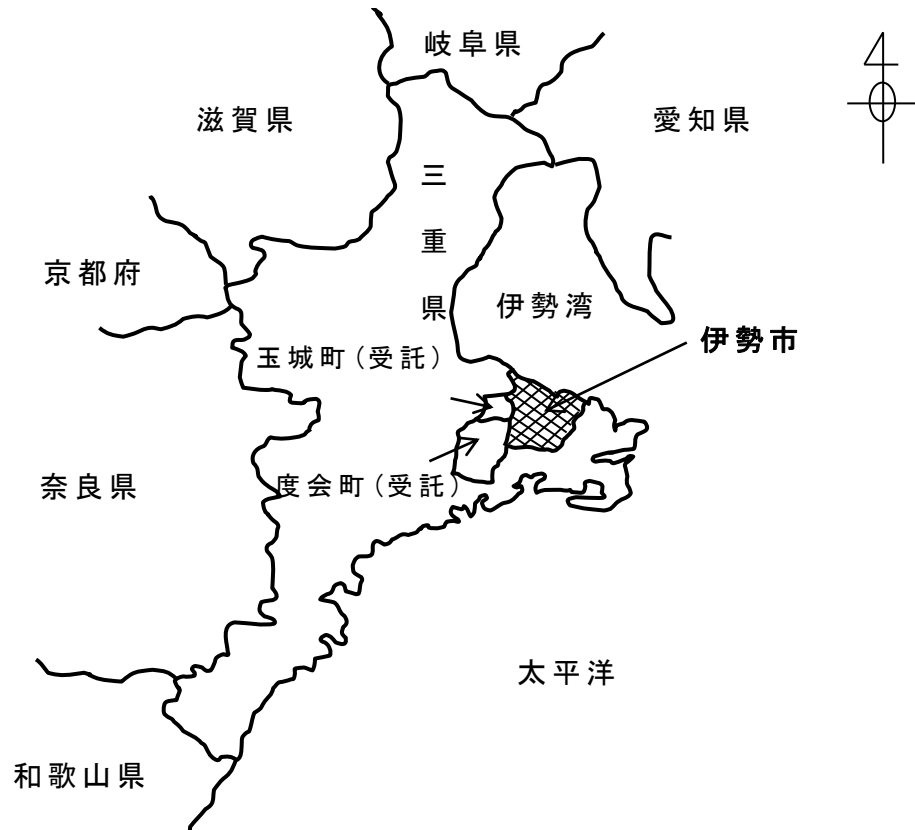 岐阜県
滋賀県
愛知県
三重県
京都府
伊勢湾
伊勢市
玉城町(受託)
奈良県
度会町(受託)
太平洋
和歌山県